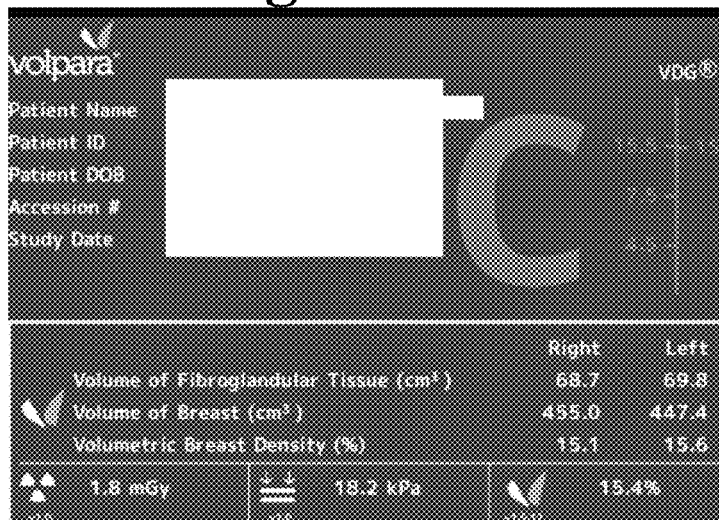 volpara
VDG®
Patient Name
Patient ID
Patient DOB
Accession #
Study Date
C
Right Left
Volume of Fibroglandular Tissue (cm³) 68.7 69.8
Volume of Breast (cm³) 455.0 447.4
Volumetric Breast Density (%) 15.1 15.6
1.8 mGy 18.2 kPa 15.4%